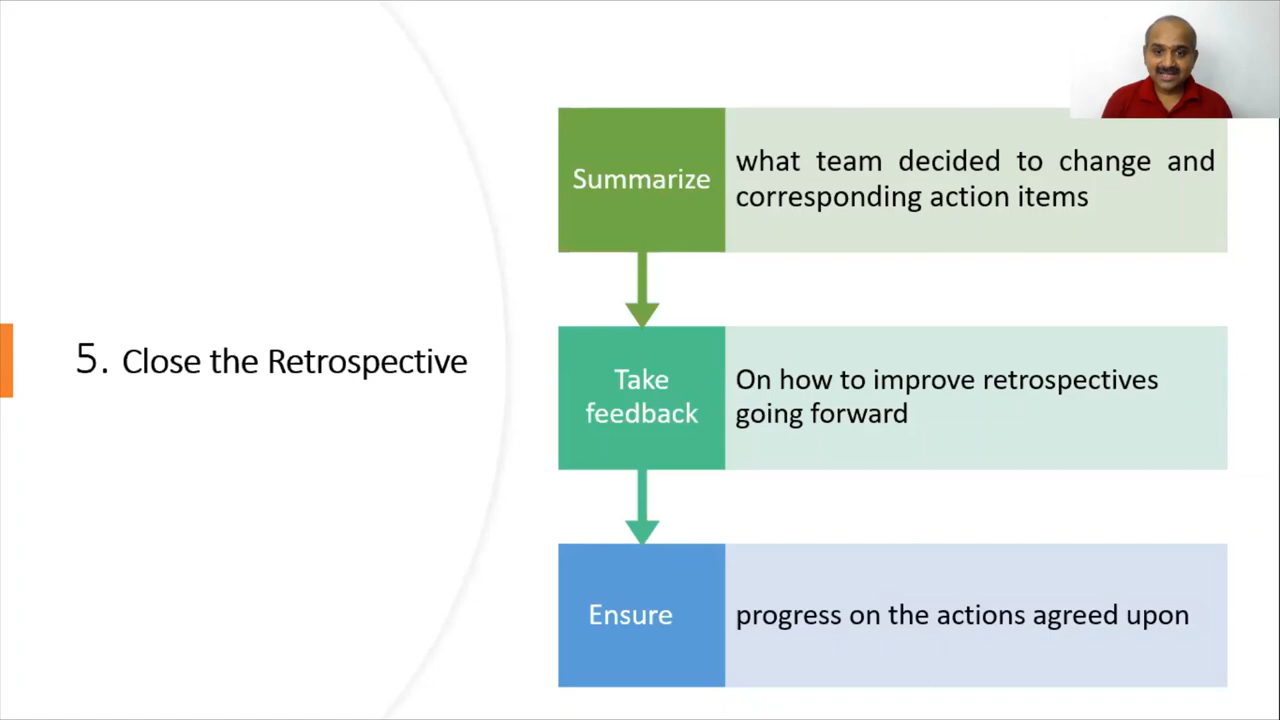 5. Close the Retrospective
Summarize
what team decided to change and
corresponding action items
Take
feedback
On how to improve retrospectives
going forward
Ensure
progress on the actions agreed upon